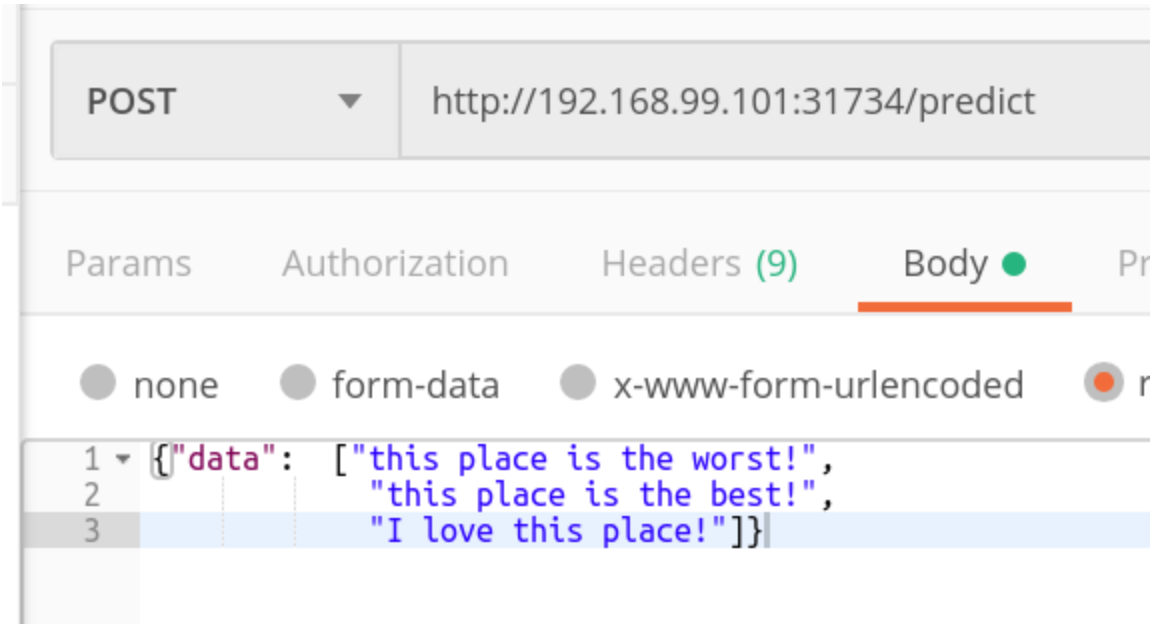 POST http://192.168.99.101:31734/predict
Params Authorization Headers (9) Body Pr
none form-data x-www-form-urlencoded r
1 {"data":  ["this place is the worst!",
2 "this place is the best!",
3 "I love this place!"]}